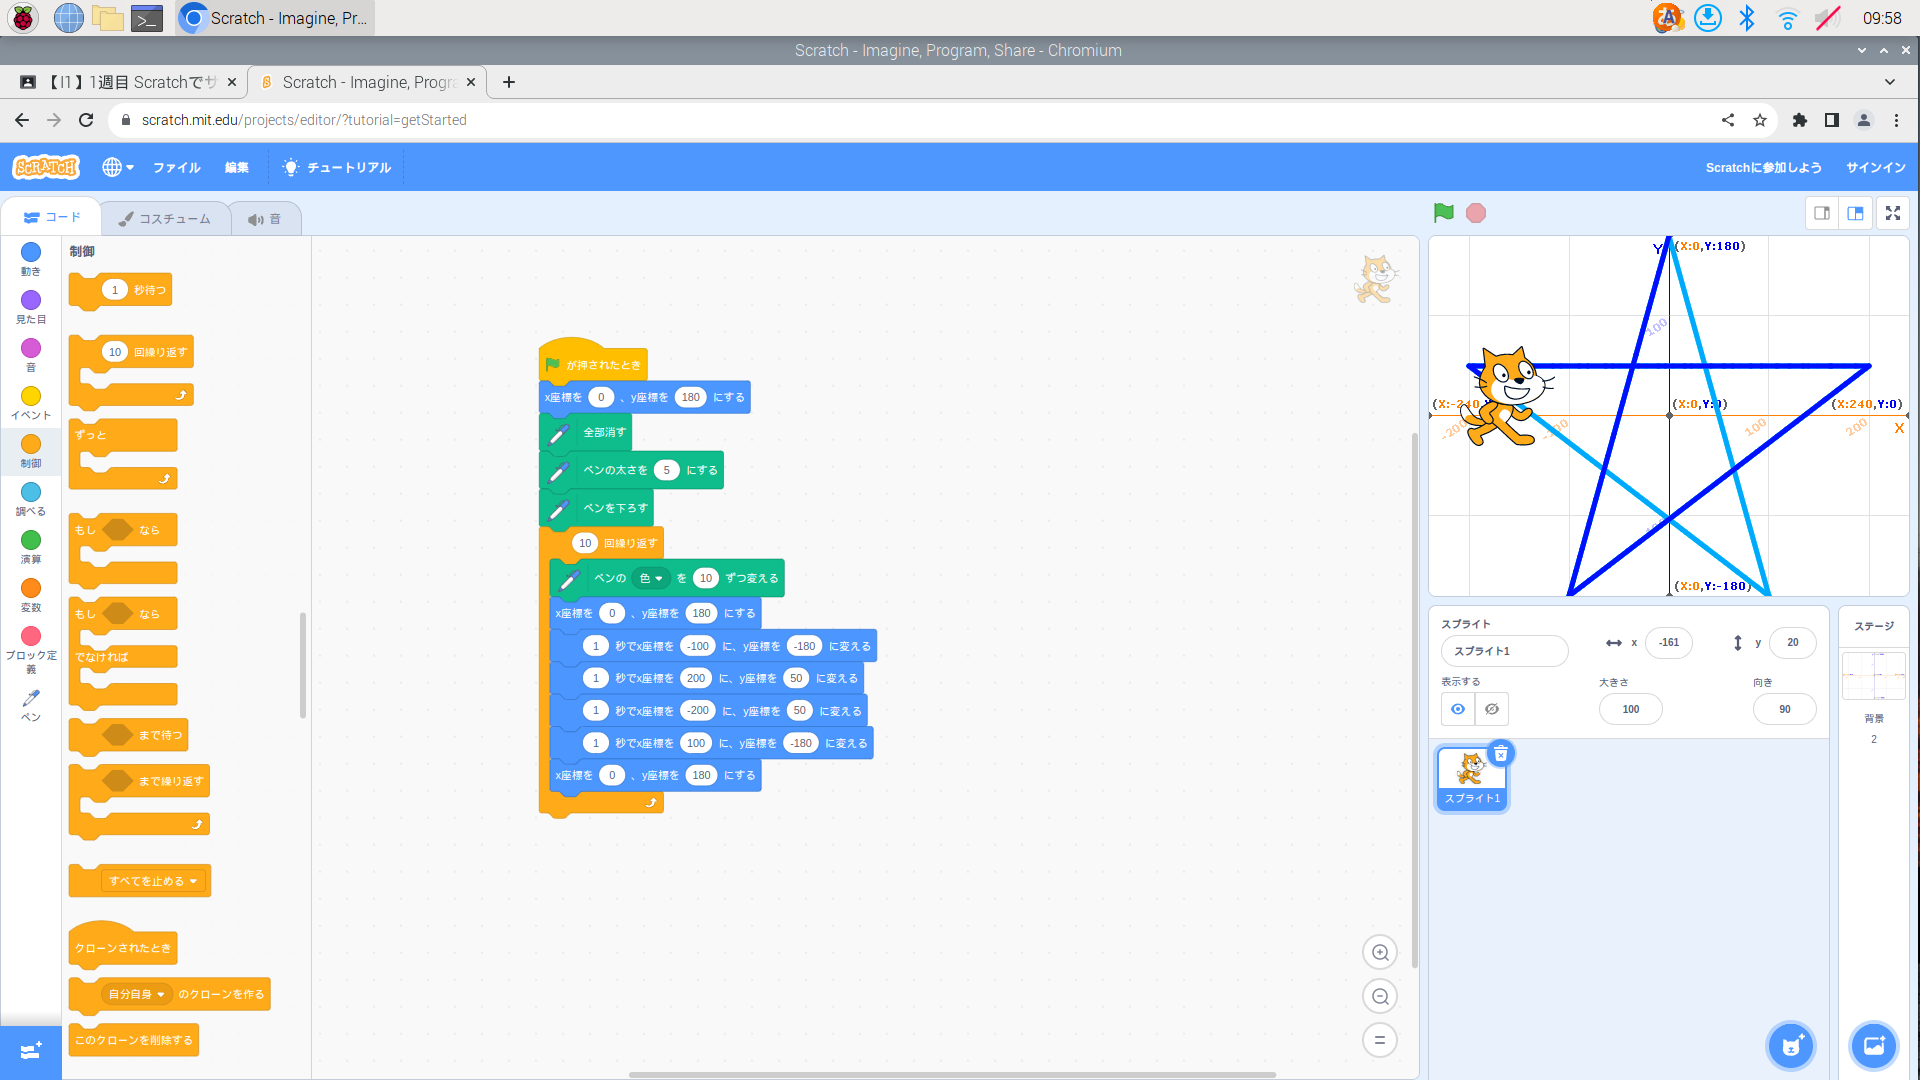 Scratch - Imagine, Pr...
09:58
Scratch - Imagine, Program, Share - Chromium
【I1】1週目 Scratchでサ
Scratch - Imagine, Progra
scratch.mit.edu/projects/editor/?tutorial=getStarted
SCRATCH
ファイル
編集
チュートリアル
Scratchに参加しよう
サインイン
コード
コスチューム
音
動き
見た目
音
イベント
制御
調べる
演算
変数
ブロック定
義
ペン
制御
1 秒待つ
10 回繰り返す
ずっと
もし なら
もし なら
でなければ
まで待つ
まで繰り返す
すべてを止める
クローンされたとき
自分自身 のクローンを作る
このクローンを削除する
が押されたとき
x座標を 0 、y座標を 180 にする
全部消す
ペンの太さを 5 にする
ペンを下ろす
10 回繰り返す
ペンの 色 を 10 ずつ変える
x座標を 0 、y座標を 180 にする
1 秒でx座標を -100 に、y座標を -180 に変える
1 秒でx座標を 200 に、y座標を 50 に変える
1 秒でx座標を -200 に、y座標を 50 に変える
1 秒でx座標を 100 に、y座標を -180 に変える
x座標を 0 、y座標を 180 にする
Y
(X:0,Y:180)
100
(X:-240,
(X:0,Y:0)
(X:240,Y:0)
-200
-100
100
200
X
(X:0,Y:-180)
スプライト
スプライト1
x -161
y 20
表示する
大きさ
100
向き
90
スプライト1
ステージ
背景
2